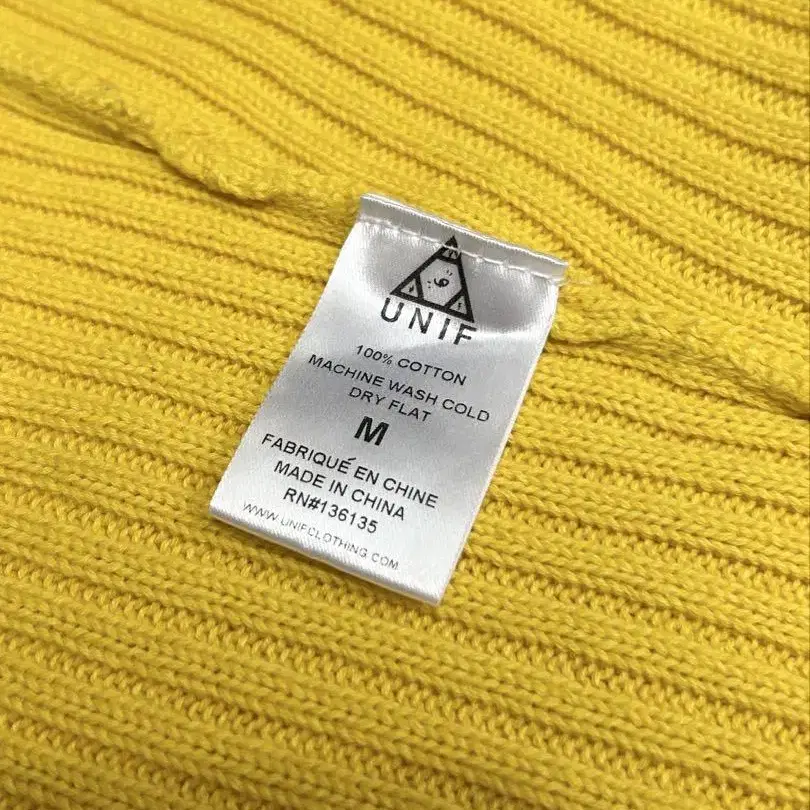 UNIF
100% COTTON
MACHINE WASH COLD
DRY FLAT
M
FABRIQUÉ EN CHINE
MADE IN CHINA
RN#136135
WWW.UNIFCLOTHING.COM